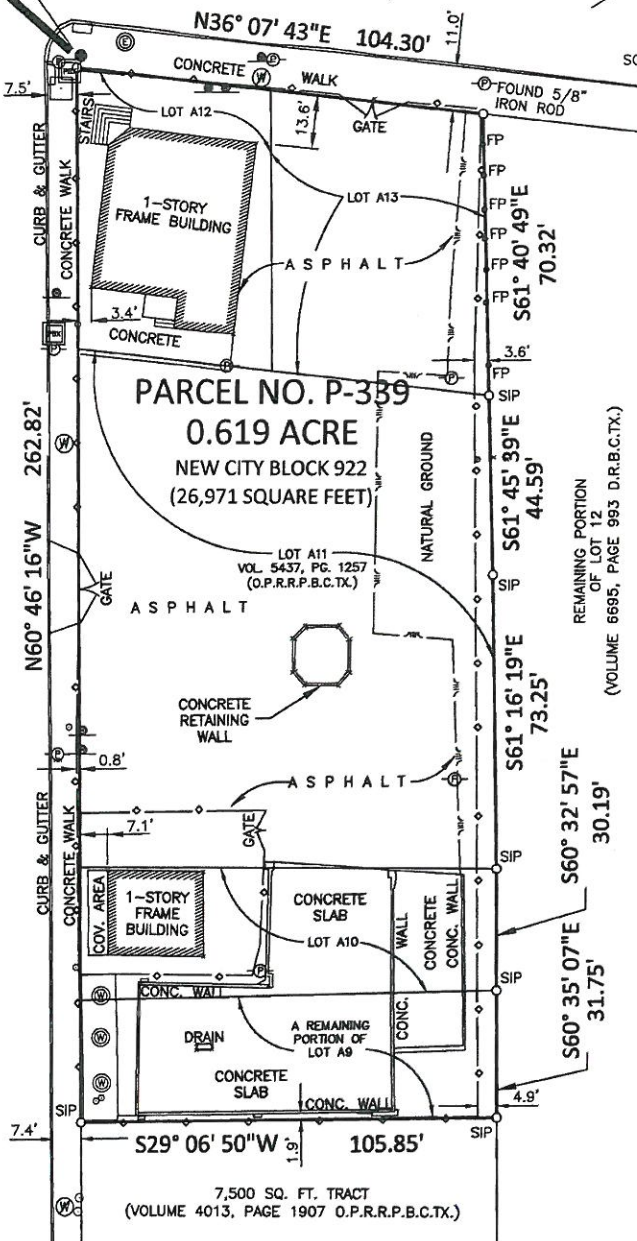 N36° 07' 43"E 104.30'
11.0'
SC
E
CONCRETE
W
WALK
P
FOUND 5/8"
IRON ROD
7.5'
STAIRS
LOT A12
13.6'
GATE
FP
FP
FP
FP
FP
FP
CURB & GUTTER
CONCRETE WALK
1-STORY
FRAME BUILDING
LOT A13
S61° 40' 49"E
70.32'
ASPHALT
3.4'
CONCRETE
P
P
P
3.6'
SIP
PARCEL NO. P-339
0.619 ACRE
NEW CITY BLOCK 922
(26,971 SQUARE FEET)
N60° 46' 16"W 262.82'
W
NATURAL GROUND
S61° 45' 39"E
44.59'
REMAINING PORTION
OF LOT 12
(VOLUME 6695, PAGE 993 D.R.B.C.TX.)
LOT A11
VOL. 5437, PG. 1257
(O.P.R.R.P.B.C.TX.)
GATE
ASPHALT
S61° 16' 19"E
73.25'
CONCRETE
RETAINING
WALL
P
0.8'
ASPHALT
P
7.1'
GATE
S60° 32' 57"E
30.19'
SIP
CURB & GUTTER
CONCRETE WALK
COV. AREA
1-STORY
FRAME
BUILDING
CONCRETE
SLAB
WALL
CONC.
CONCRETE
CONC. WALL
LOT A10
P
CONC. WALL
SIP
S60° 35' 07"E
31.75'
W
W
W
DRAIN
A REMAINING
PORTION OF
LOT A9
CONCRETE
SLAB
CONC. WALL
4.9'
SIP
SIP
7.4'
S29° 06' 50"W 105.85'
1.9'
7,500 SQ. FT. TRACT
(VOLUME 4013, PAGE 1907 O.P.R.R.P.B.C.TX.)
W